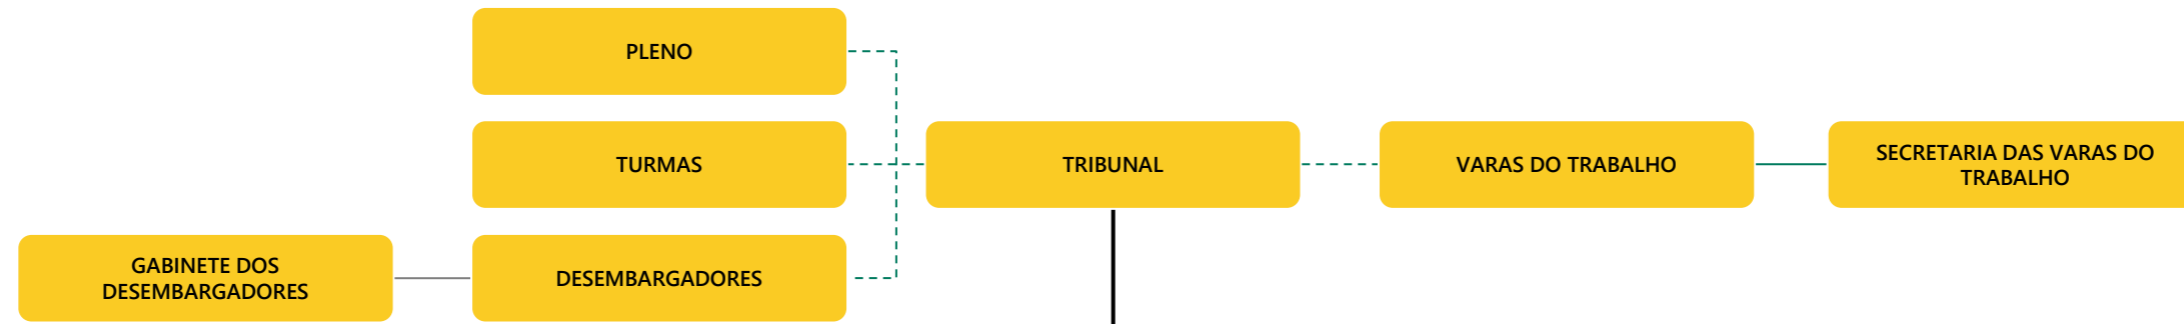 PLENO
TURMAS
TRIBUNAL
VARAS DO TRABALHO
SECRETARIA DAS VARAS DO
TRABALHO
GABINETE DOS
DESEMBARGADORES
DESEMBARGADORES